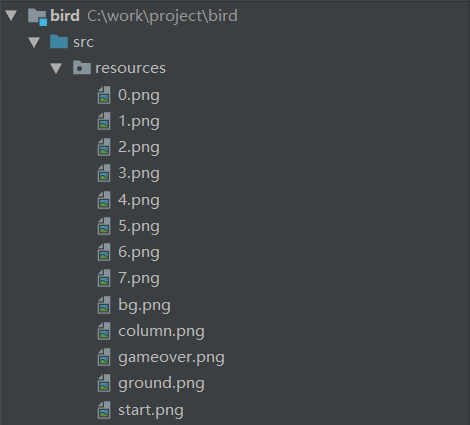 bird C:\work\project\bird
src
resources
0.png
1.png
2.png
3.png
4.png
5.png
6.png
7.png
bg.png
column.png
gameover.png
ground.png
start.png